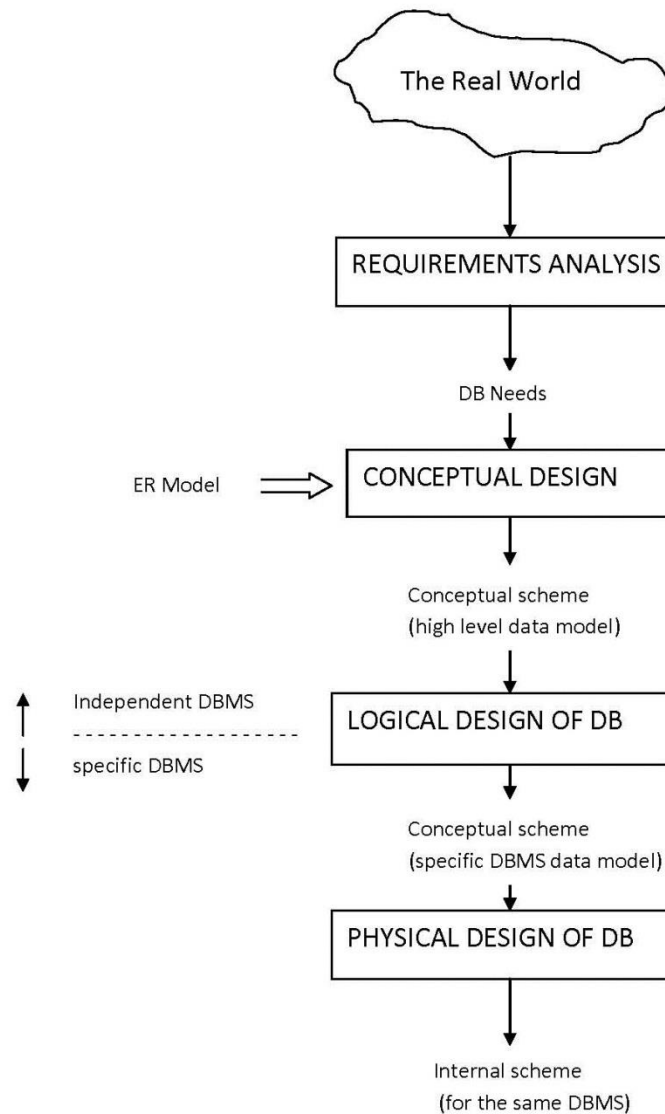 The Real World
REQUIREMENTS ANALYSIS
DB Needs
ER Model
CONCEPTUAL DESIGN
Conceptual scheme
(high level data model)
Independent DBMS
LOGICAL DESIGN OF DB
specific DBMS
Conceptual scheme
(specific DBMS data model)
PHYSICAL DESIGN OF DB
Internal scheme
(for the same DBMS)